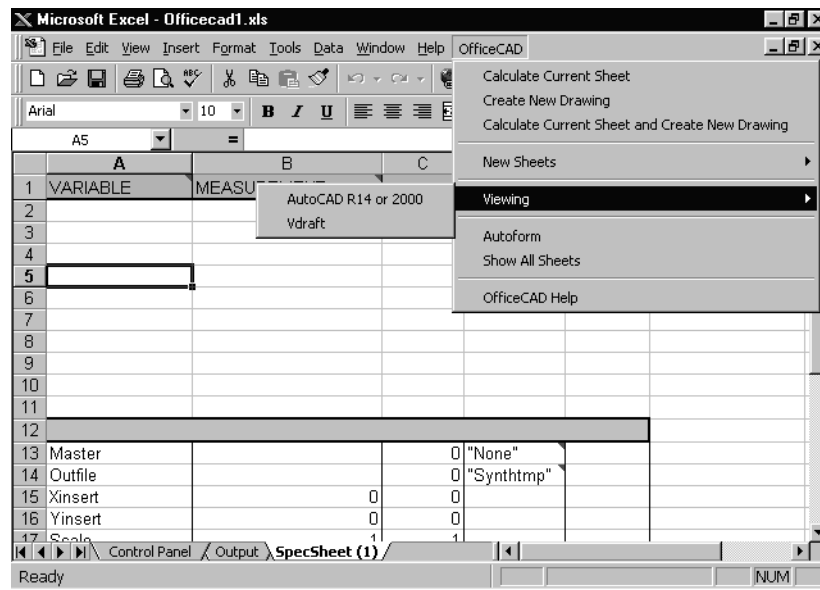 Microsoft Excel - Officecad1.xls
File Edit View Insert Format Tools Data Window Help OfficeCAD
Calculate Current Sheet
Create New Drawing
Calculate Current Sheet and Create New Drawing
New Sheets
Viewing
AutoCAD R14 or 2000
Vdraft
Autoform
Show All Sheets
OfficeCAD Help
Arial 10 B I U
A5 =
A B C
1 VARIABLE
2
3
4
5
6
7
8
9
10
11
12
13 Master 0 "None"
14 Outfile 0 "Synthtmp"
15 Xinsert 0 0
16 Yinsert 0 0
17 Scale 1 1
Control Panel Output SpecSheet (1)
Ready NUM